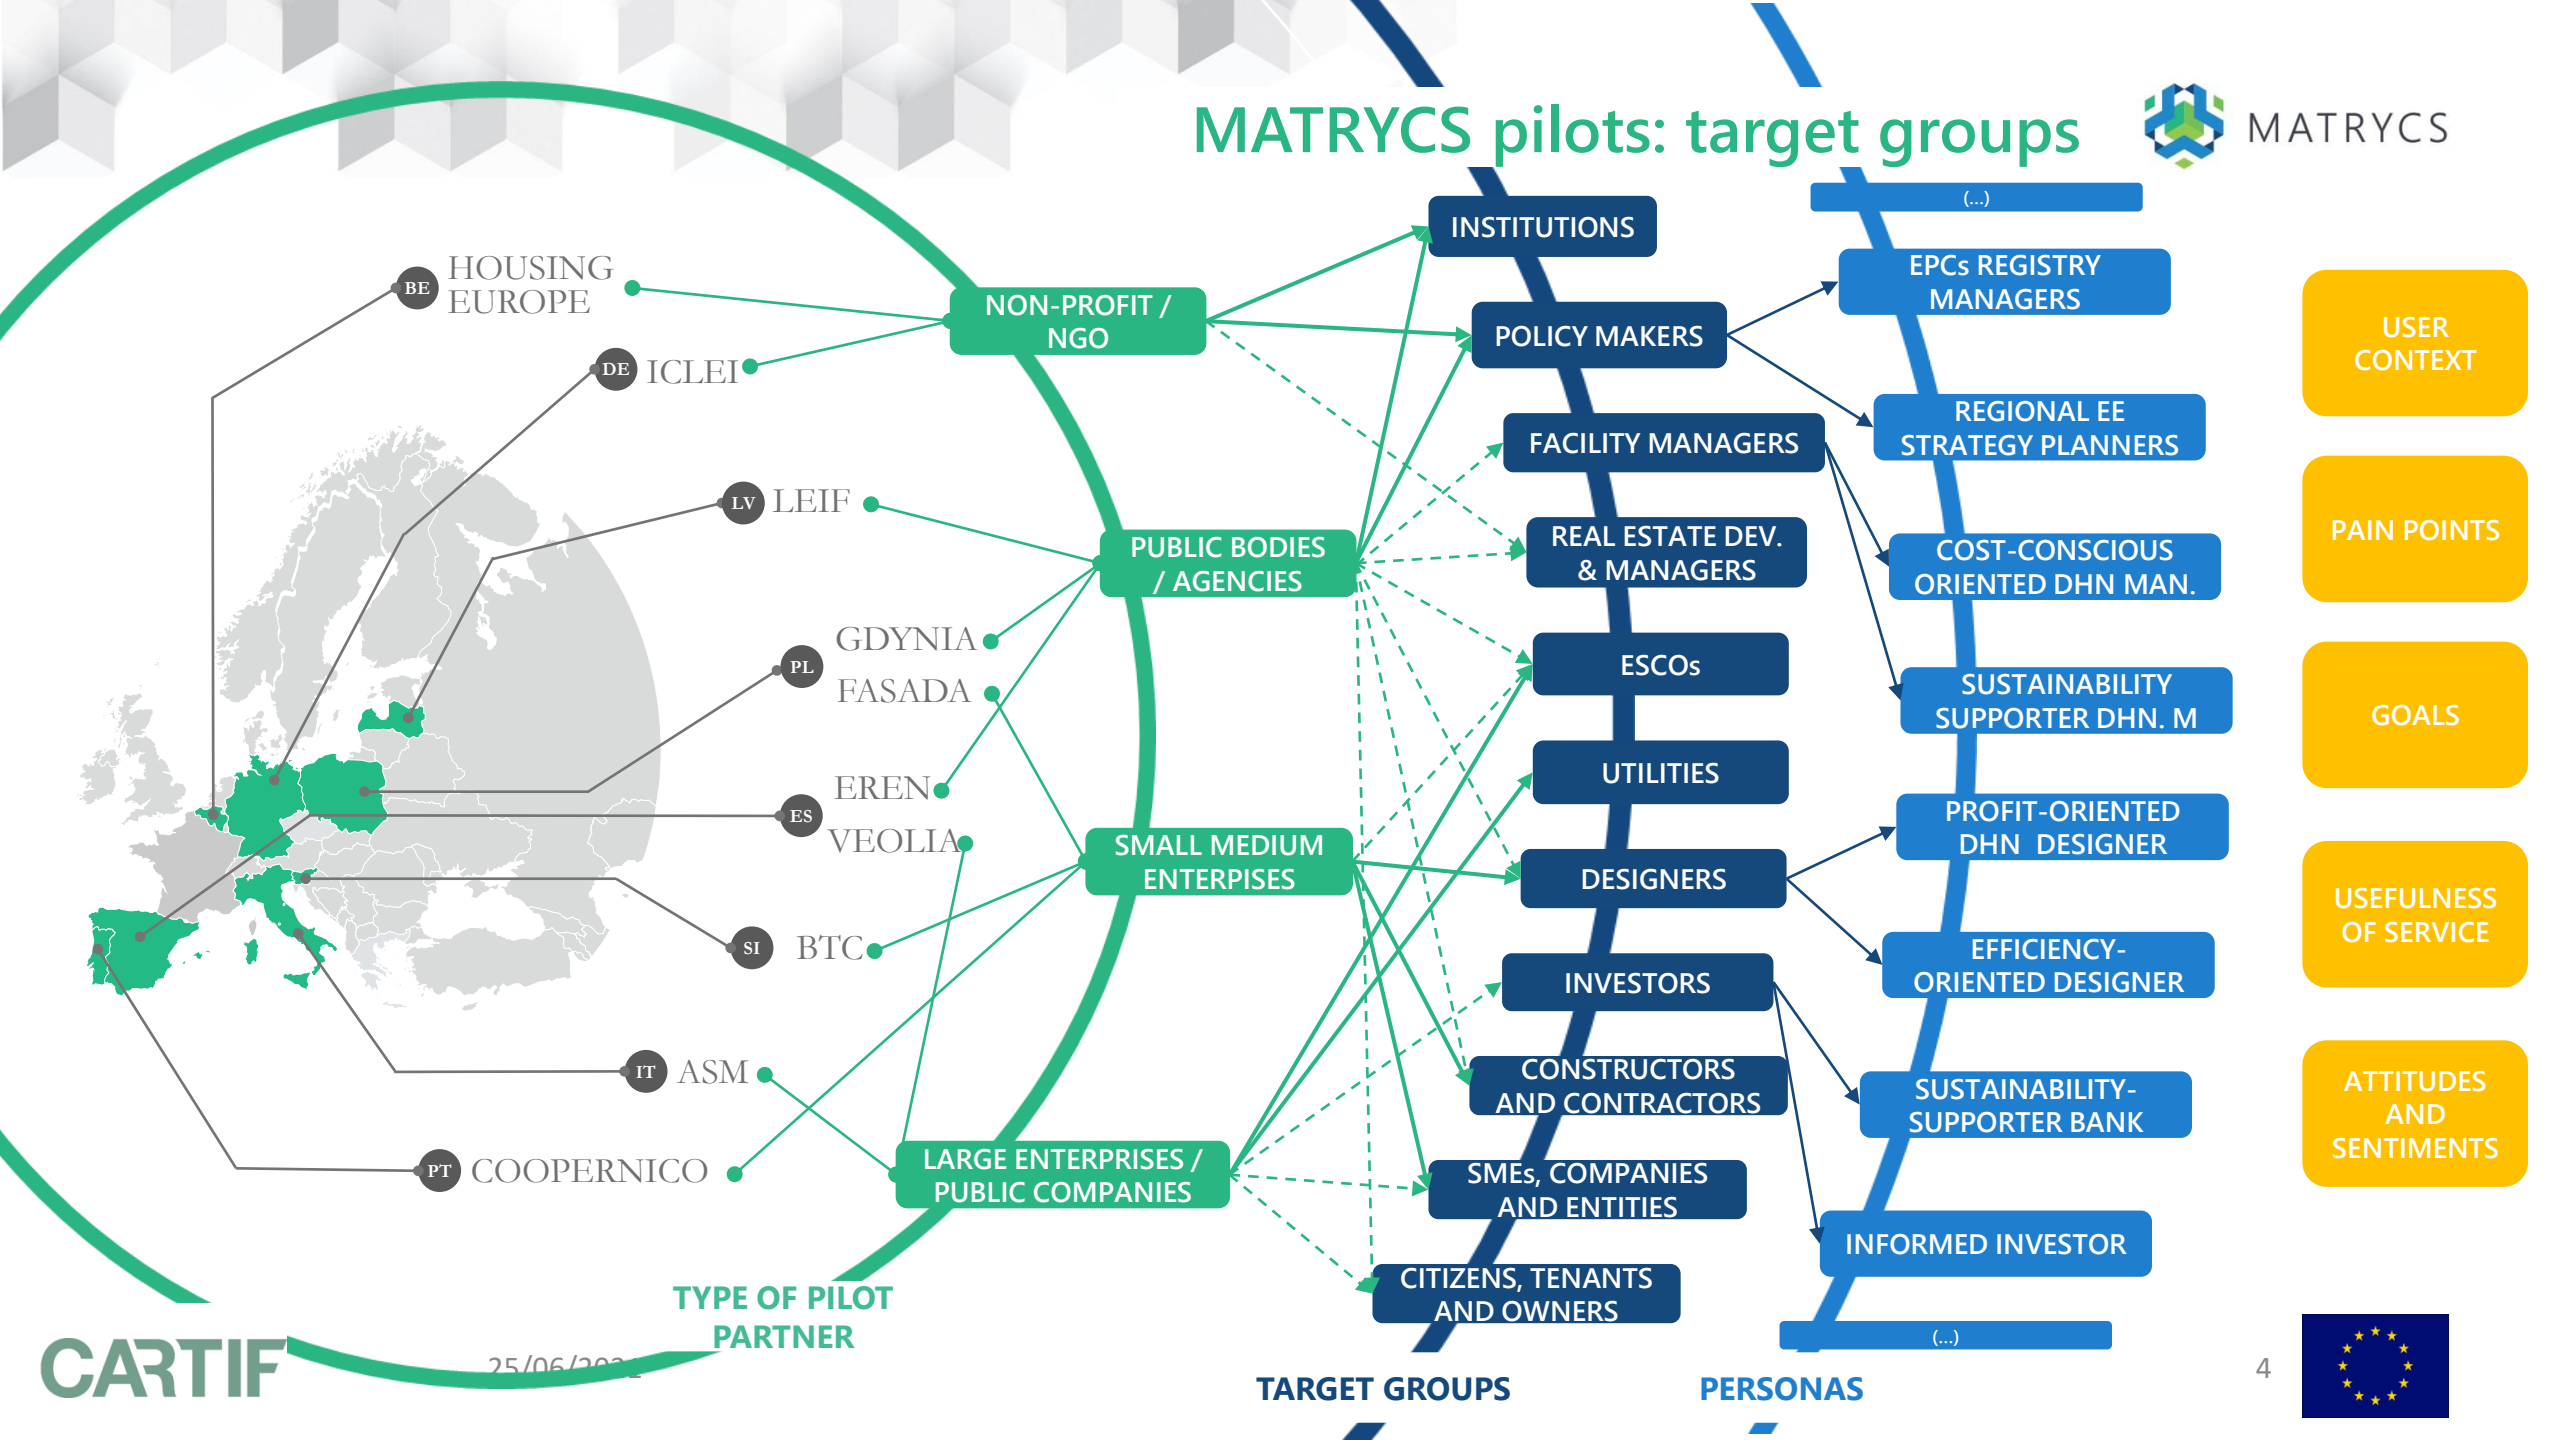 MATRYCS pilots: target groups
MATRYCS
BE
HOUSING
EUROPE
DE
ICLEI
LV
LEIF
PL
GDYNIA
FASADA
ES
EREN
VEOLIA
SI
BTC
IT
ASM
PT
COOPERNICO
NON-PROFIT /
NGO
PUBLIC BODIES
/ AGENCIES
SMALL MEDIUM
ENTERPISES
LARGE ENTERPRISES /
PUBLIC COMPANIES
TYPE OF PILOT
PARTNER
INSTITUTIONS
POLICY MAKERS
FACILITY MANAGERS
REAL ESTATE DEV.
& MANAGERS
ESCOs
UTILITIES
DESIGNERS
INVESTORS
CONSTRUCTORS
AND CONTRACTORS
SMEs, COMPANIES
AND ENTITIES
CITIZENS, TENANTS
AND OWNERS
TARGET GROUPS
(...)
EPCs REGISTRY
MANAGERS
REGIONAL EE
STRATEGY PLANNERS
COST-CONSCIOUS
ORIENTED DHN MAN.
SUSTAINABILITY
SUPPORTER DHN. M
PROFIT-ORIENTED
DHN DESIGNER
EFFICIENCY-
ORIENTED DESIGNER
SUSTAINABILITY-
SUPPORTER BANK
INFORMED INVESTOR
(...)
PERSONAS
USER
CONTEXT
PAIN POINTS
GOALS
USEFULNESS
OF SERVICE
ATTITUDES
AND
SENTIMENTS
CARTIF
4